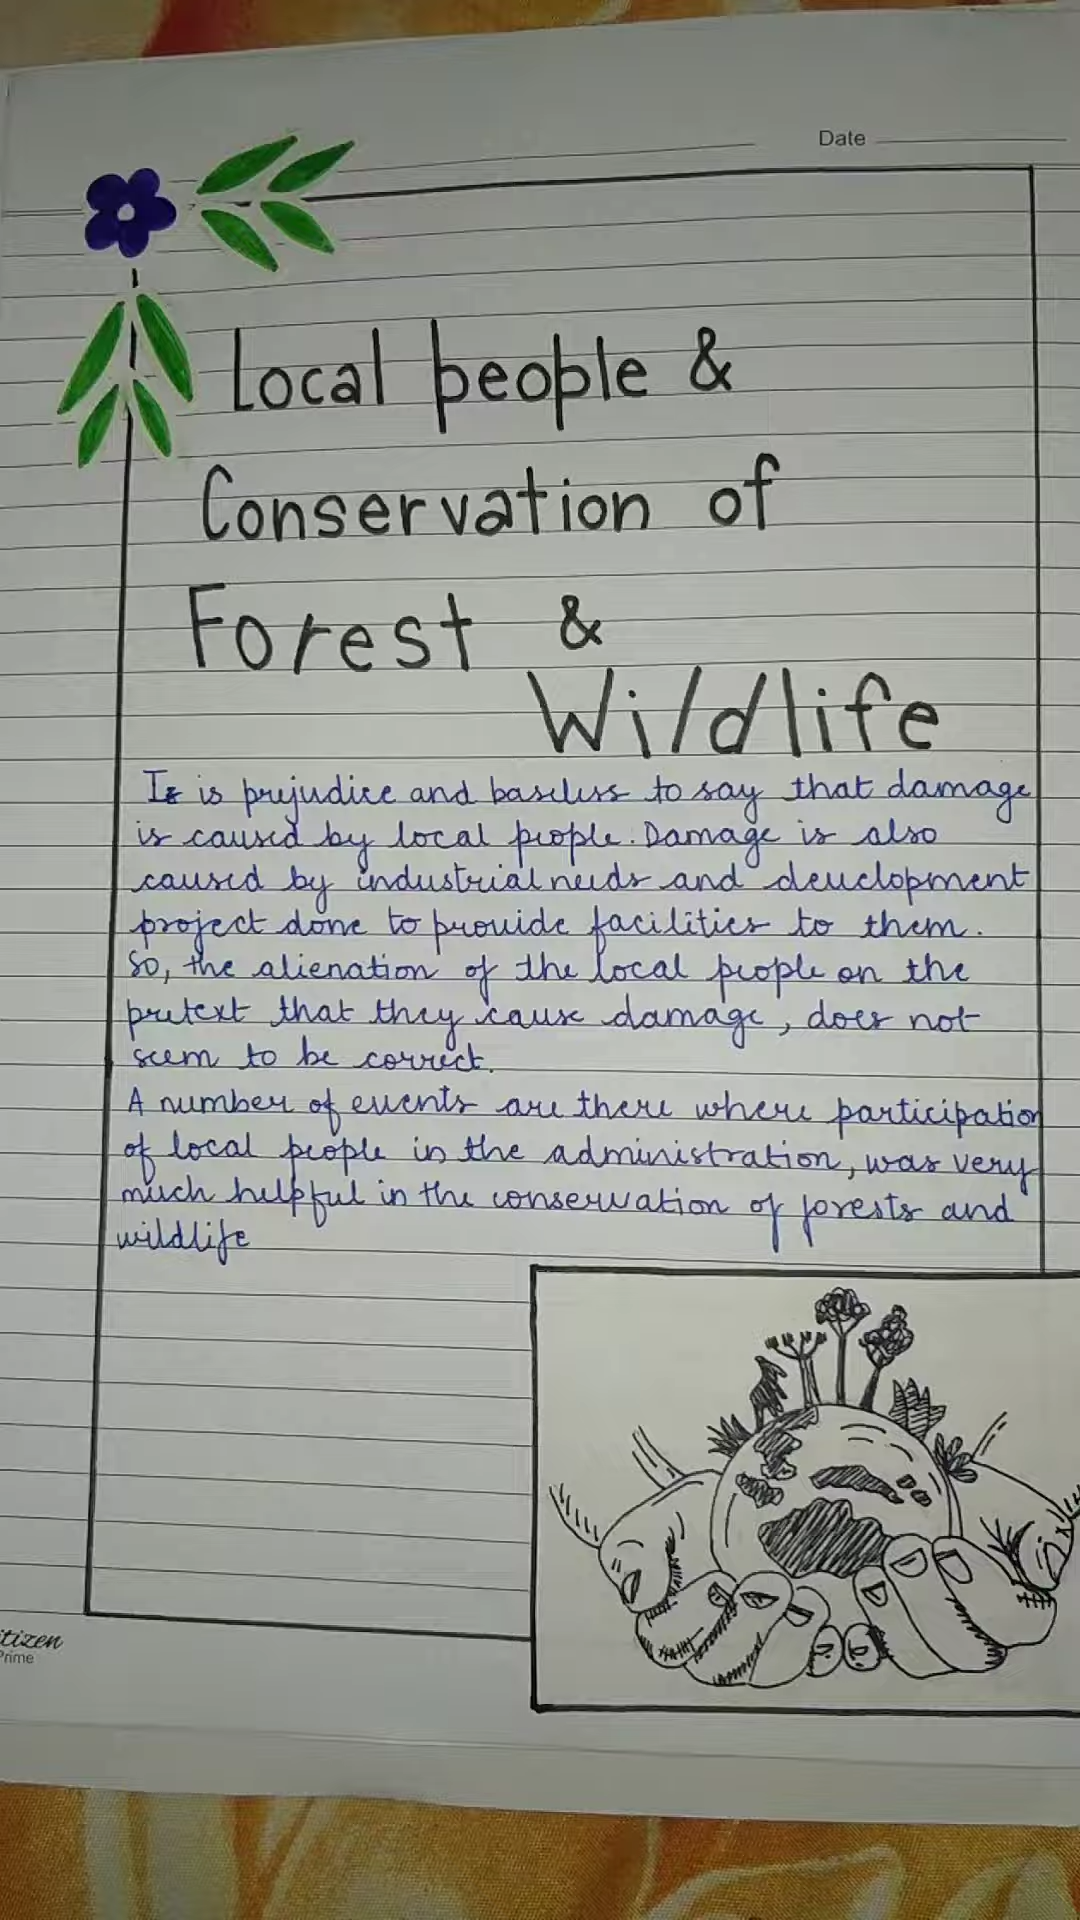 Date
Local people &
Conservation of
Forest &
Wildlife
It is prejudice and baseless to say that damage
is caused by local people. Damage is also
caused by industrial needs and development
project done to provide facilities to them.
So, the alienation of the local people on the
pretext that they cause damage, does not
seem to be correct.
A number of events are there where participation
of local people in the administration, was very
much helpful in the conservation of forests and
wildlife
tizen
Prime